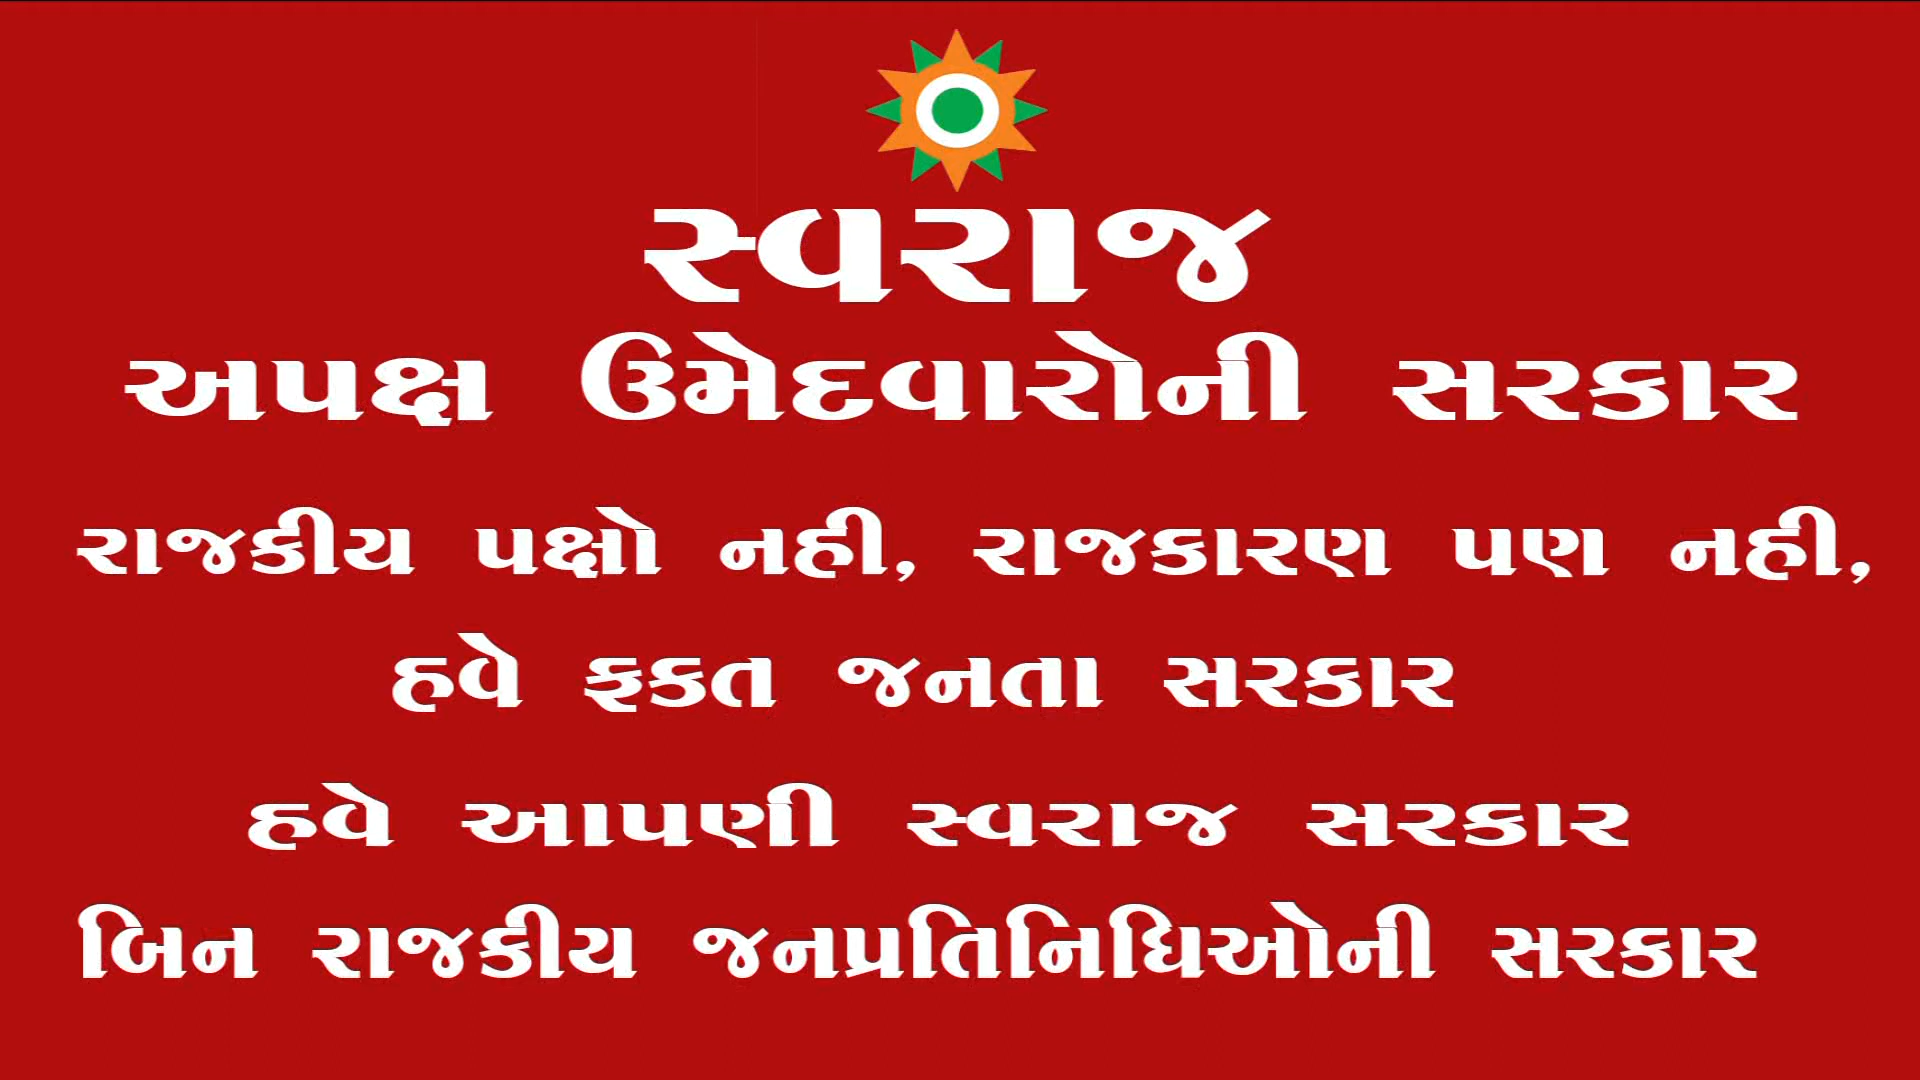 સ્વરાજ
અપક્ષ ઉમેદવારોની સરકાર
રાજકીય પક્ષો નહી, રાજકારણ પણ નહી,
હવે ફકત જનતા સરકાર
હવે આપણી સ્વરાજ સરકાર
બિન રાજકીય જનપ્રતિનિધિઓની સરકાર